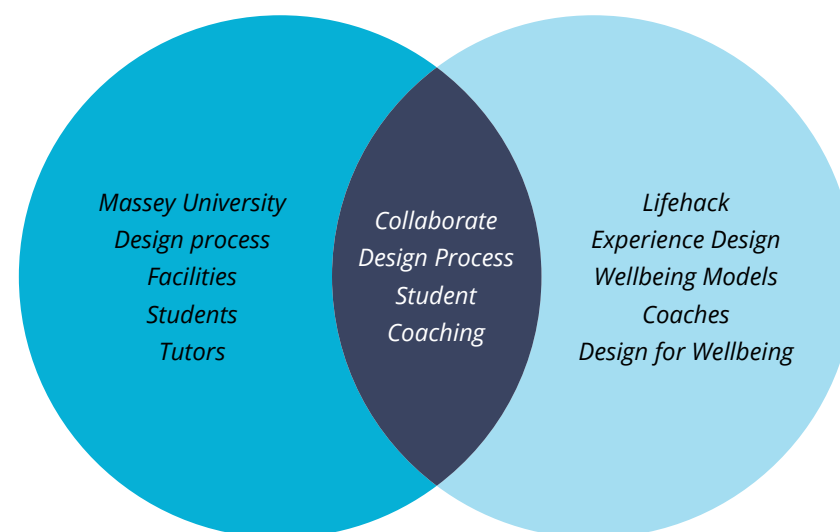 Massey University
Design process
Facilities
Students
Tutors
Collaborate
Design Process
Student
Coaching
Lifehack
Experience Design
Wellbeing Models
Coaches
Design for Wellbeing